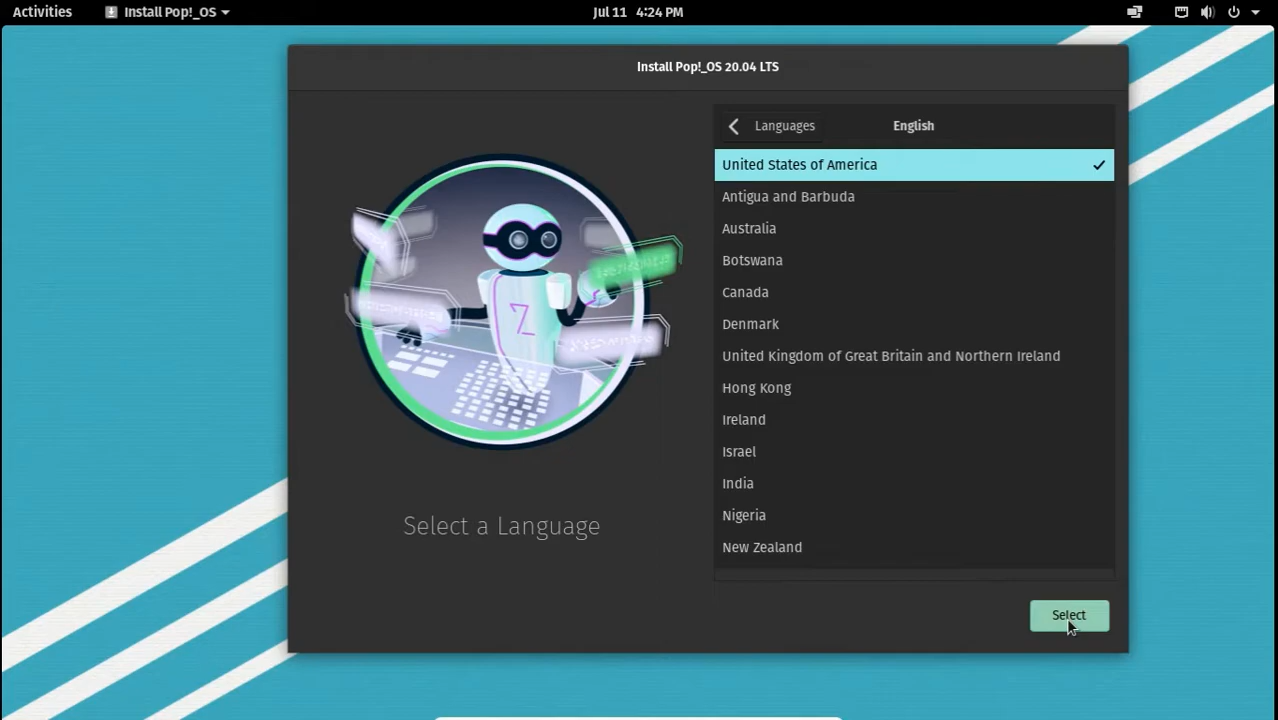 Activities
Install Pop!_OS
Jul 11 4:24 PM
Install Pop!_OS 20.04 LTS
Languages
English
United States of America
Antigua and Barbuda
Australia
Botswana
Canada
Denmark
United Kingdom of Great Britain and Northern Ireland
Hong Kong
Ireland
Israel
India
Nigeria
New Zealand
Select a Language
Select